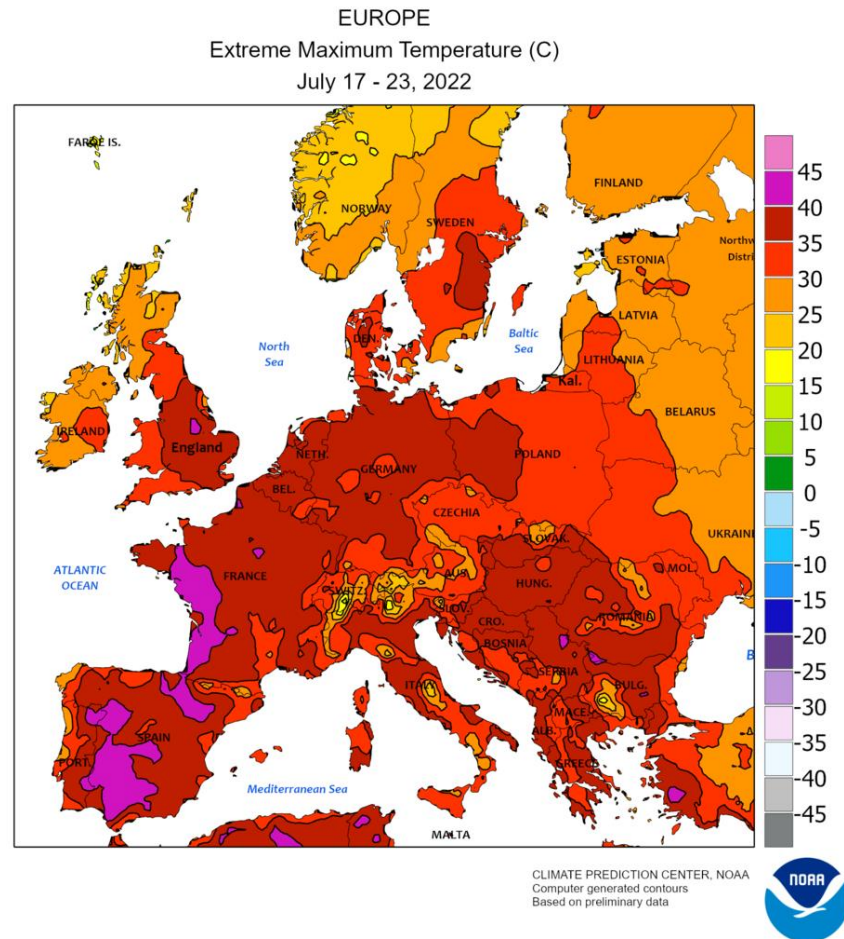 EUROPE
Extreme Maximum Temperature (C)
July 17 - 23, 2022
FAROE IS.
FINLAND
NORWAY
SWEDEN
Northw
Distri
ESTONIA
LATVIA
North
Sea
DEN.
Baltic
Sea
LITHUANIA
Kal.
BELARUS
IRELAND
England
NETH.
GERMANY
POLAND
BEL.
CZECHIA
UKRAIN
SLOVAK.
ATLANTIC
OCEAN
FRANCE
AUS.
MOL.
HUNG.
SWITZ.
SLOV.
ROMANIA
CRO.
BOSNIA
B
SERBIA
ITALY
BULG.
MACE.
SPAIN
PORT.
ALB.
GREECE
Mediterranean Sea
MALTA
45
40
35
30
25
20
15
10
5
0
-5
-10
-15
-20
-25
-30
-35
-40
-45
CLIMATE PREDICTION CENTER, NOAA
Computer generated contours
Based on preliminary data
NOAA